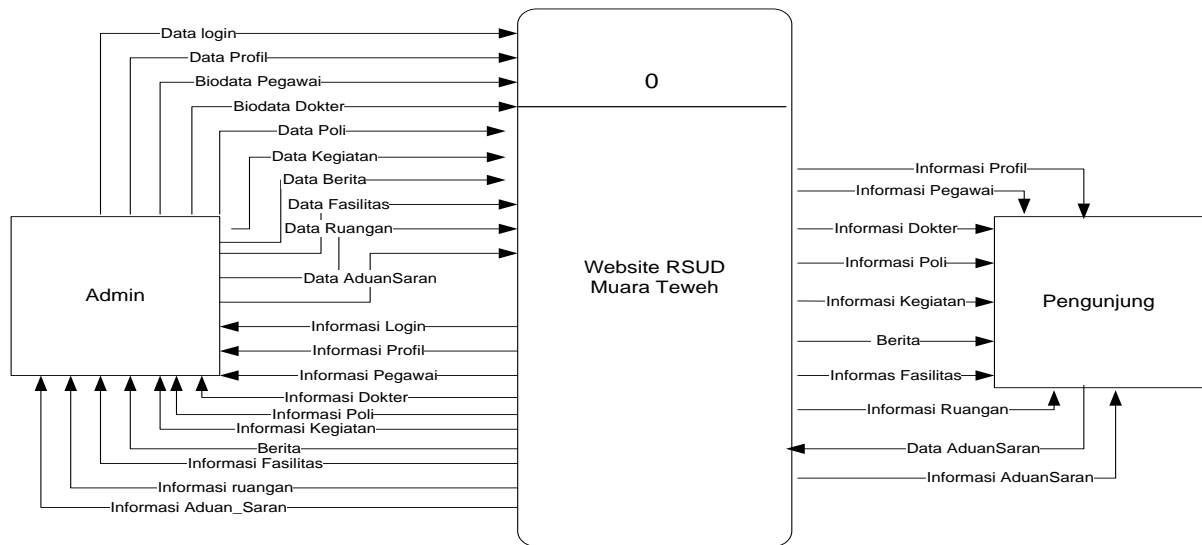 Data login
Data Profil
Biodata Pegawai
Biodata Dokter
Data Poli
Data Kegiatan
Data Berita
Data Fasilitas
Data Ruangan
Data AduanSaran
Admin
Informasi Login
Informasi Profil
Informasi Pegawai
Informasi Dokter
Informasi Poli
Informasi Kegiatan
Berita
Informasi Fasilitas
Informasi ruangan
Informasi Aduan_Saran
0
Website RSUD
Muara Teweh
Informasi Profil
Informasi Pegawai
Informasi Dokter
Informasi Poli
Informasi Kegiatan
Berita
Informas Fasilitas
Informasi Ruangan
Data AduanSaran
Informasi AduanSaran
Pengunjung